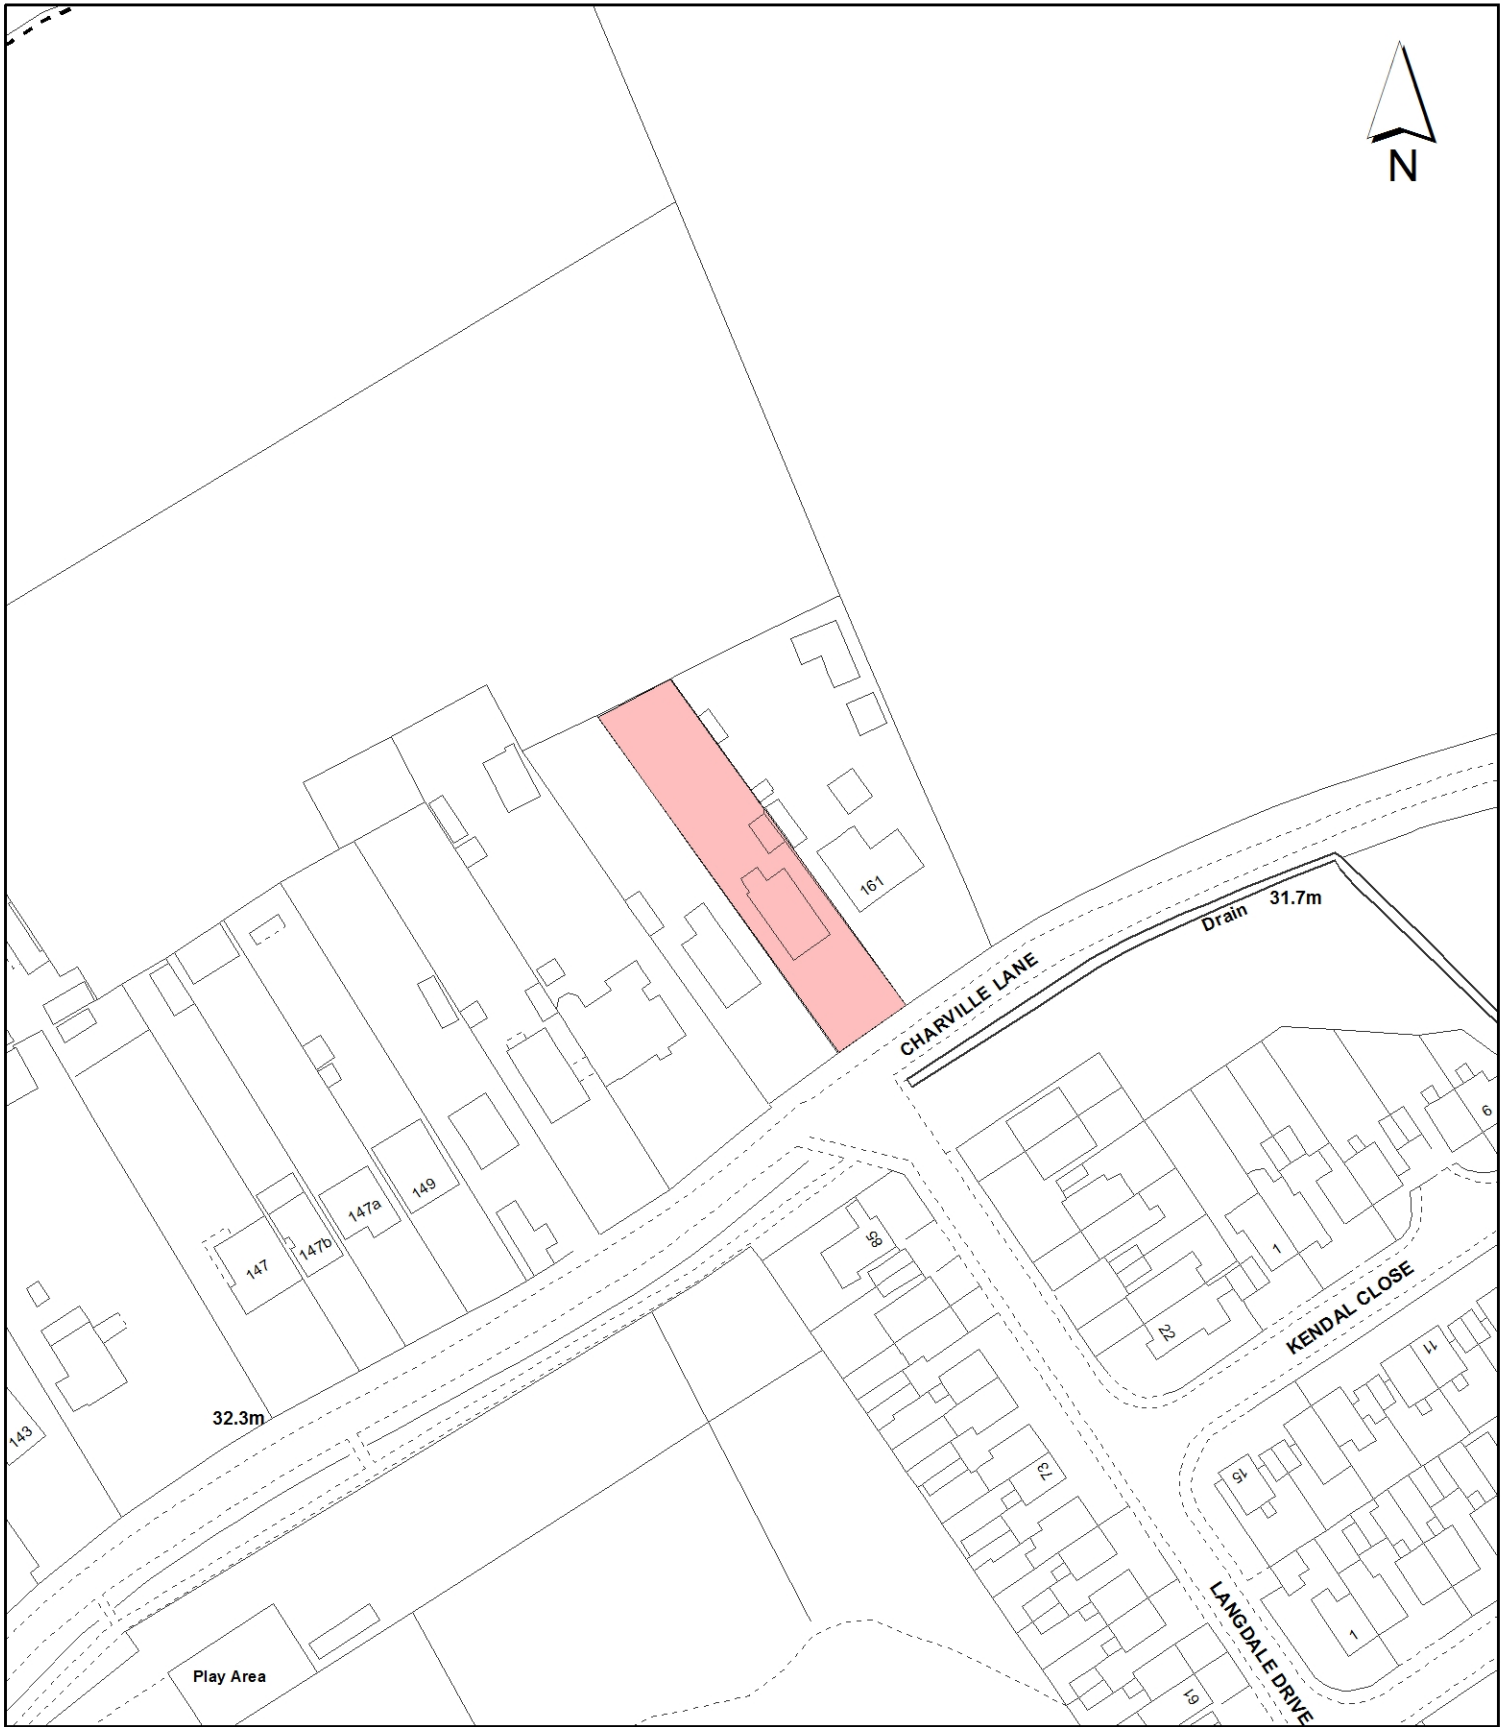 N
161
CHARVILLE LANE
Drain
31.7m
6
149
147a
147b
147
85
1
KENDAL CLOSE
22
11
32.3m
143
73
15
LANGDALE DRIVE
1
Play Area
61